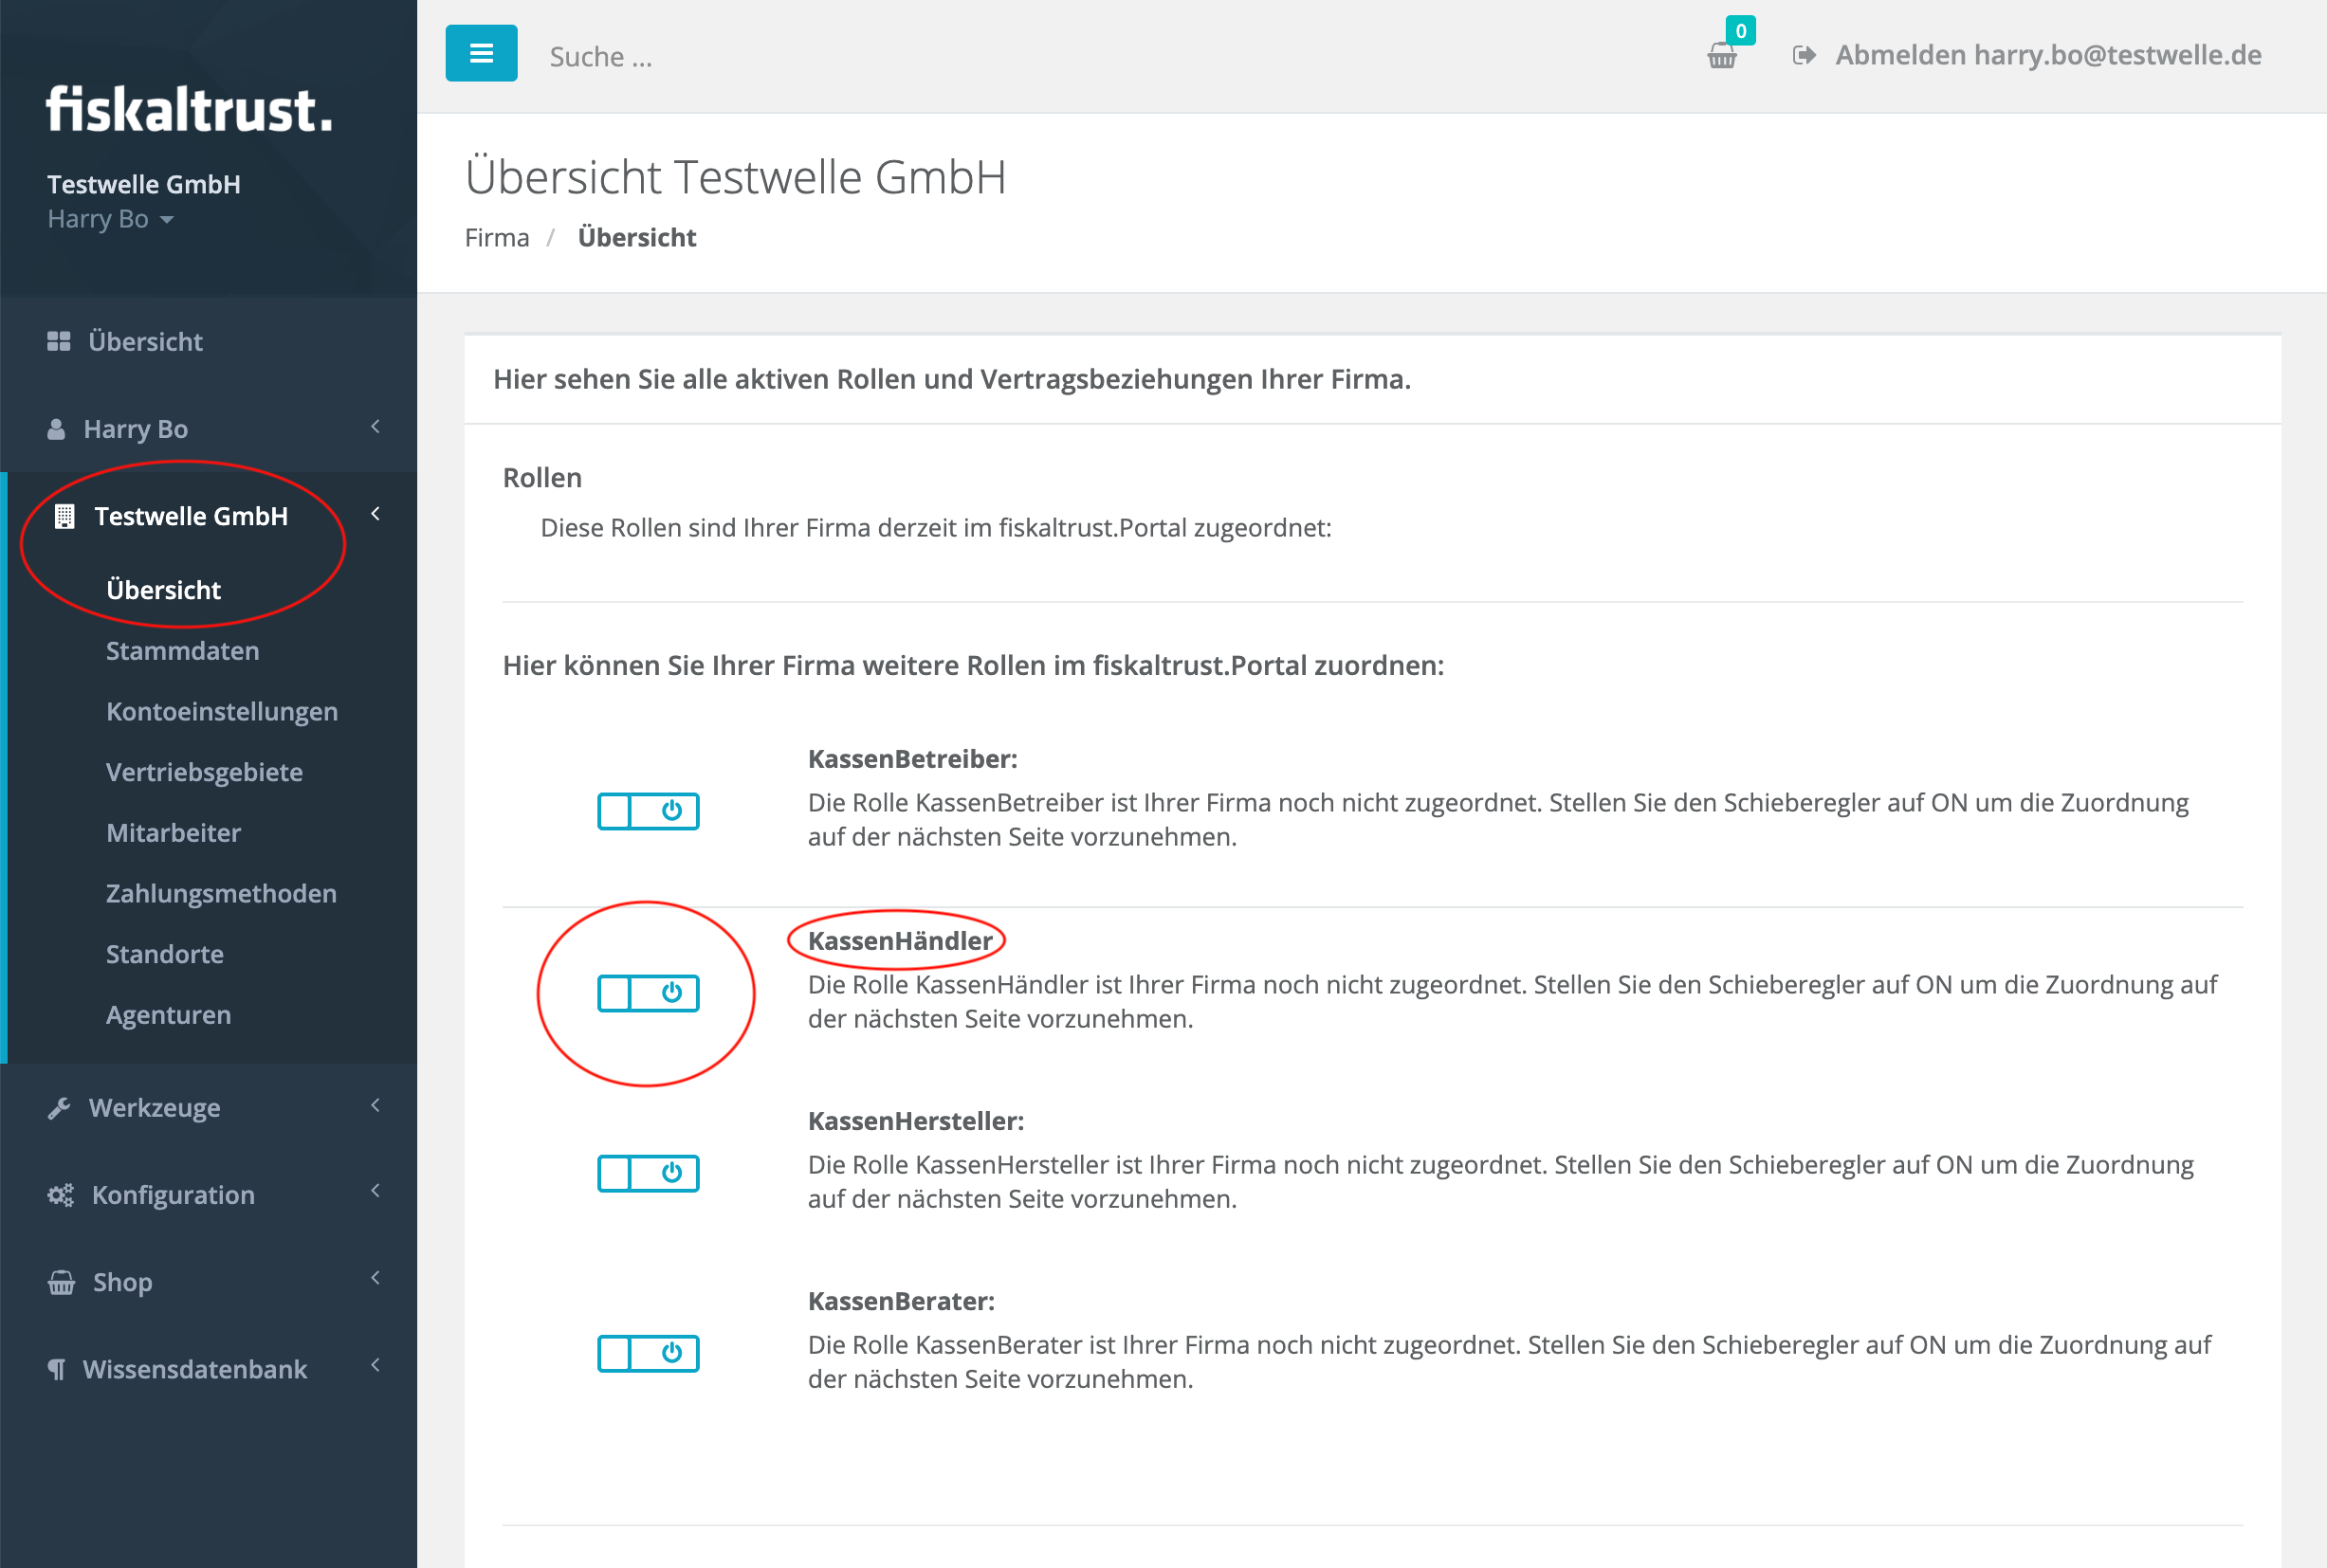 fiskaltrust.
Testwelle GmbH
Harry Bo
Übersicht
Harry Bo
Testwelle GmbH
Übersicht
Stammdaten
Kontoeinstellungen
Vertriebsgebiete
Mitarbeiter
Zahlungsmethoden
Standorte
Agenturen
Werkzeuge
Konfiguration
Shop
Wissensdatenbank
Suche ...
0
Abmelden harry.bo@testwelle.de
Übersicht Testwelle GmbH
Firma / Übersicht
Hier sehen Sie alle aktiven Rollen und Vertragsbeziehungen Ihrer Firma.
Rollen
Diese Rollen sind Ihrer Firma derzeit im fiskaltrust.Portal zugeordnet:
Hier können Sie Ihrer Firma weitere Rollen im fiskaltrust.Portal zuordnen:
KassenBetreiber:
Die Rolle KassenBetreiber ist Ihrer Firma noch nicht zugeordnet. Stellen Sie den Schieberegler auf ON um die Zuordnung
auf der nächsten Seite vorzunehmen.
KassenHändler
Die Rolle KassenHändler ist Ihrer Firma noch nicht zugeordnet. Stellen Sie den Schieberegler auf ON um die Zuordnung auf
der nächsten Seite vorzunehmen.
KassenHersteller:
Die Rolle KassenHersteller ist Ihrer Firma noch nicht zugeordnet. Stellen Sie den Schieberegler auf ON um die Zuordnung
auf der nächsten Seite vorzunehmen.
KassenBerater:
Die Rolle KassenBerater ist Ihrer Firma noch nicht zugeordnet. Stellen Sie den Schieberegler auf ON um die Zuordnung auf
der nächsten Seite vorzunehmen.